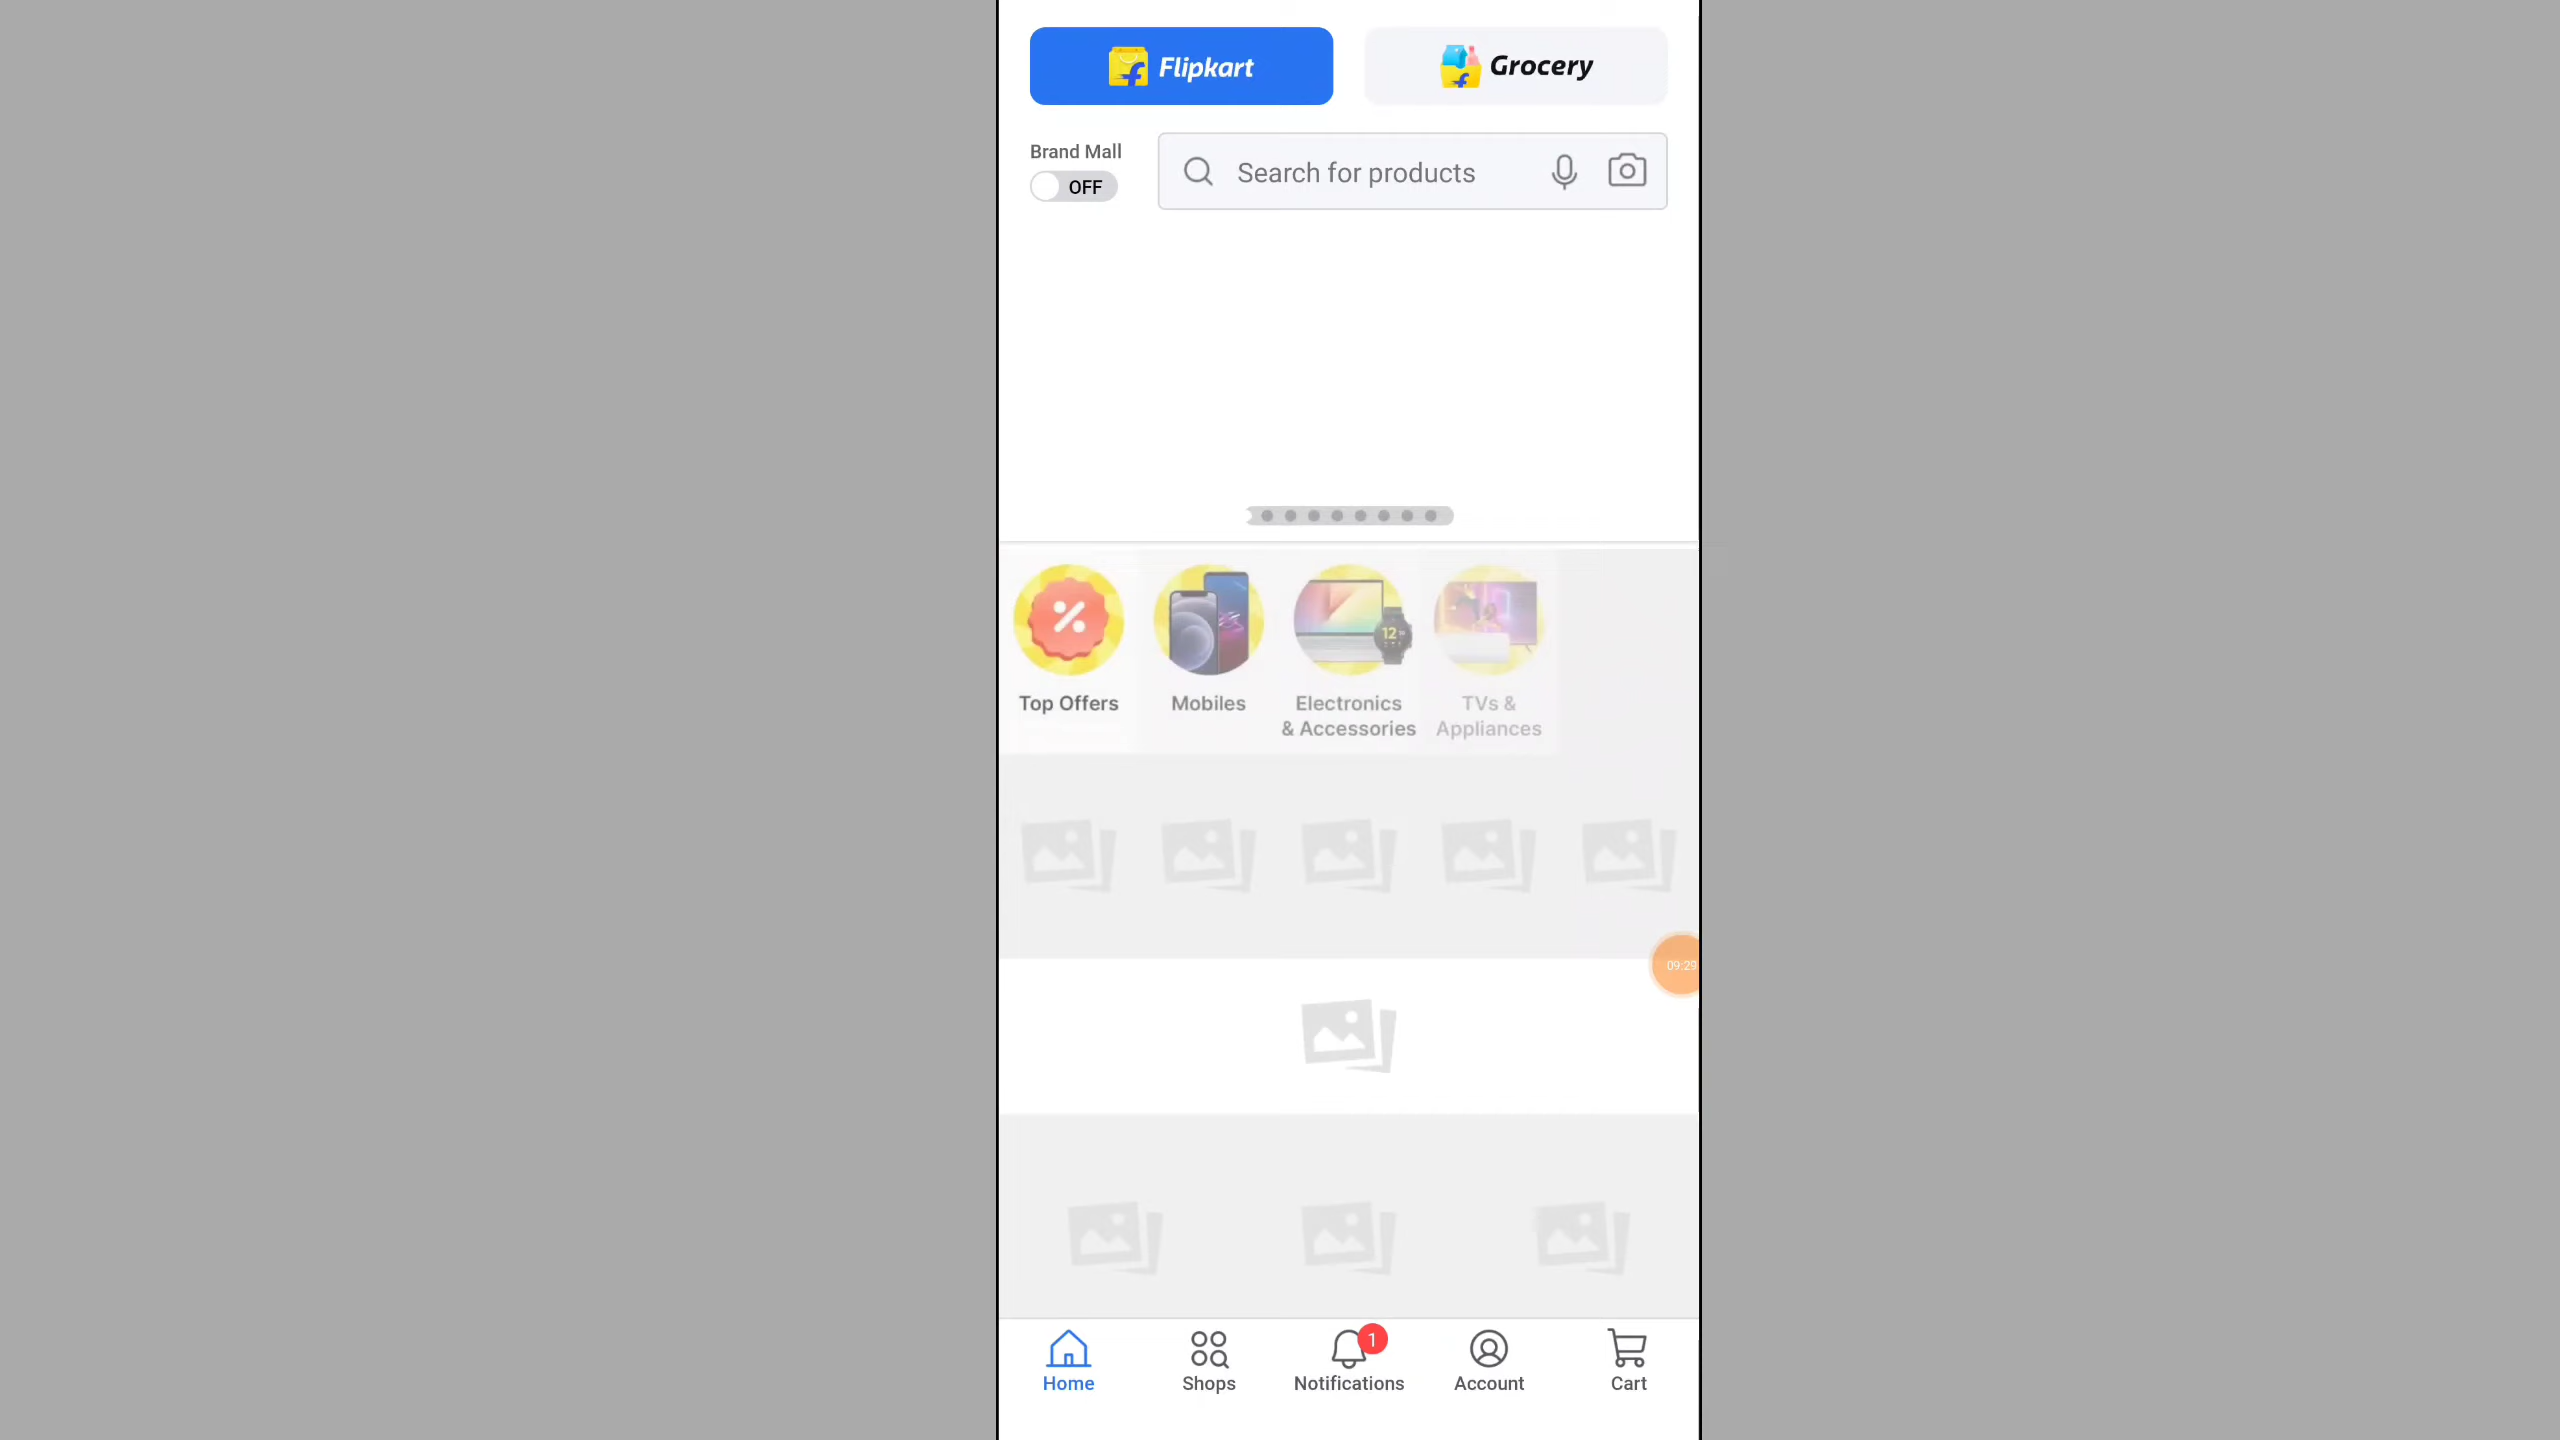 Flipkart
Grocery
Brand Mall
OFF
Search for products
Top Offers
Mobiles
Electronics
& Accessories
TVs &
Appliances
12
09:29
1
Home
Shops
Notifications
Account
Cart